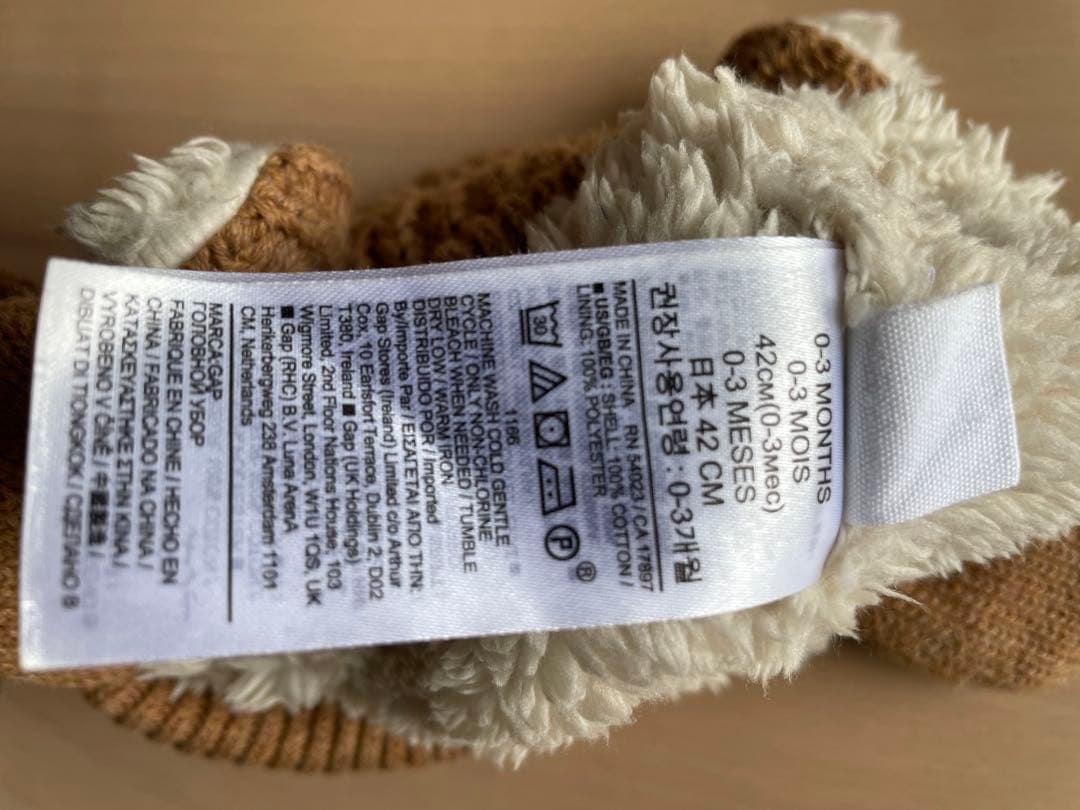 0-3 MONTHS
0-3 MOIS
42CM(0-3мес)
0-3 MESES
日本 42 CM
권장사용연령 : 0-3개월
MADE IN CHINA RN 54023 / CA 17897
■ US/GB/EG : SHELL: 100% COTTON /
LINING: 100% POLYESTER
30 P ®
1166
MACHINE WASH COLD GENTLE
CYCLE / ONLY NON-CHLORINE
BLEACH WHEN NEEDED / TUMBLE
DRY LOW / WARM IRON
DISTRIBUIDO POR / Imported
By/Importe Par / ΕΙΣΑΓΕΤΑΙ ΑΠΟ ΤΗΝ:
Gap Stores (Ireland) Limited c/o Arthur
Cox, 10 Earlsfort Terrace, Dublin 2, D02
T380, Ireland ■ Gap (UK Holdings)
Limited, 2nd Floor Nations House, 103
Wigmore Street, London, W1U 1QS, UK
■ Gap (RHC) B.V. Luna ArenA
Herikerbergweg 238 Amsterdam 1101
CM, Netherlands
MARCA:GAP
ГОЛОВНОЙ УБОР
FABRIQUE EN CHINE / HECHO EN
CHINA / FABRICADO NA CHINA /
ΚΑΤΑΣΚΕΥΑΣΤΗΚΕ ΣΤΗΝ ΚΙΝΑ /
VYROBENO V ČÍNĚ / 中国製造 /
DIBUAT DI TIONGKOK / СДЕЛАНО В